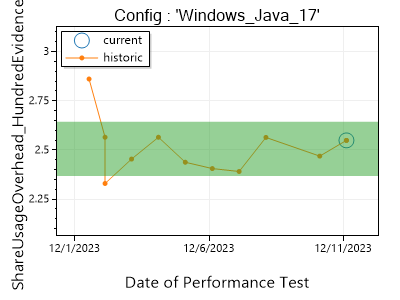 Config : 'Windows_Java_17'
ShareUsageOverhead_HundredEvidence
current
historic
3
2.75
2.5
2.25
12/1/2023
12/6/2023
12/11/2023
Date of Performance Test